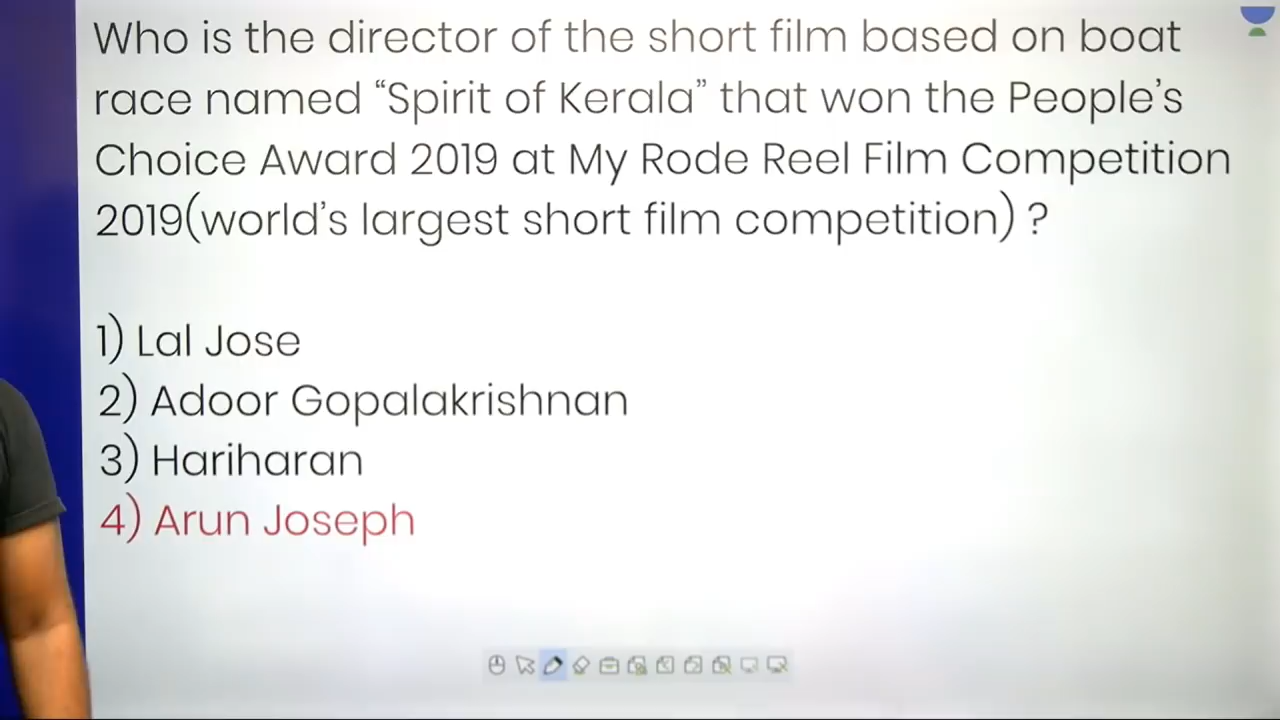 Who is the director of the short film based on boat
race named “Spirit of Kerala” that won the People’s
Choice Award 2019 at My Rode Reel Film Competition
2019(world’s largest short film competition) ?
1) Lal Jose
2) Adoor Gopalakrishnan
3) Hariharan
4) Arun Joseph